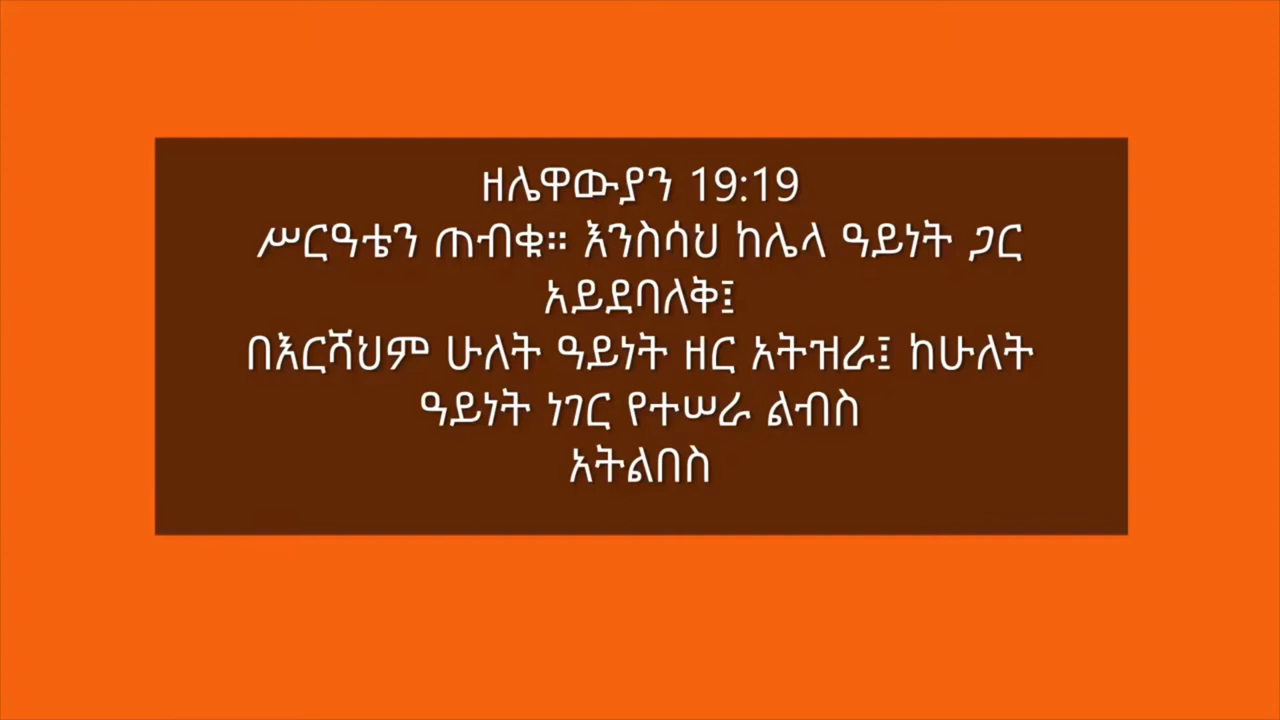 ዘሌዋውያን 19:19
ሥርዓቴን ጠብቁ። እንስሳህ ከሌላ ዓይነት ጋር
አይደባለቅ፤
በእርሻህም ሁለት ዓይነት ዘር አትዝራ፤ ከሁለት
ዓይነት ነገር የተሠራ ልብስ
አትልበስ